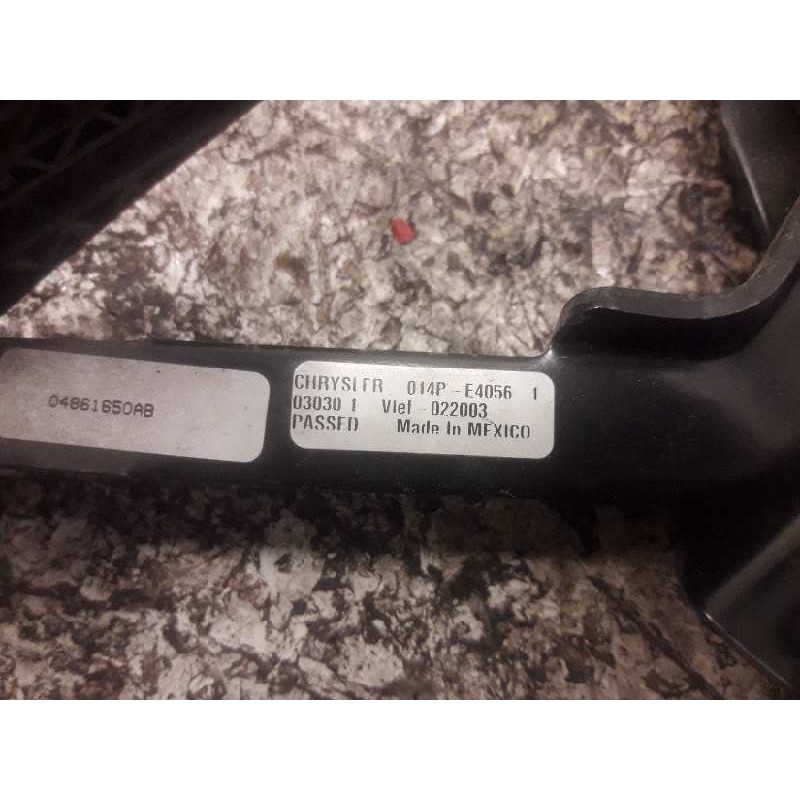 04861650AB
CHRYSLER 014P - E4056 1
03030 1 Vlef - 022003
PASSED Made In MEXICO